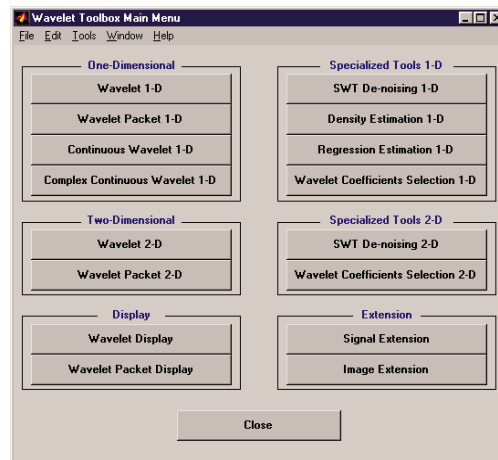 Wavelet Toolbox Main Menu
File Edit Tools Window Help
One-Dimensional
Wavelet 1-D
Wavelet Packet 1-D
Continuous Wavelet 1-D
Complex Continuous Wavelet 1-D
Specialized Tools 1-D
SWT De-noising 1-D
Density Estimation 1-D
Regression Estimation 1-D
Wavelet Coefficients Selection 1-D
Two-Dimensional
Wavelet 2-D
Wavelet Packet 2-D
Specialized Tools 2-D
SWT De-noising 2-D
Wavelet Coefficients Selection 2-D
Display
Wavelet Display
Wavelet Packet Display
Extension
Signal Extension
Image Extension
Close